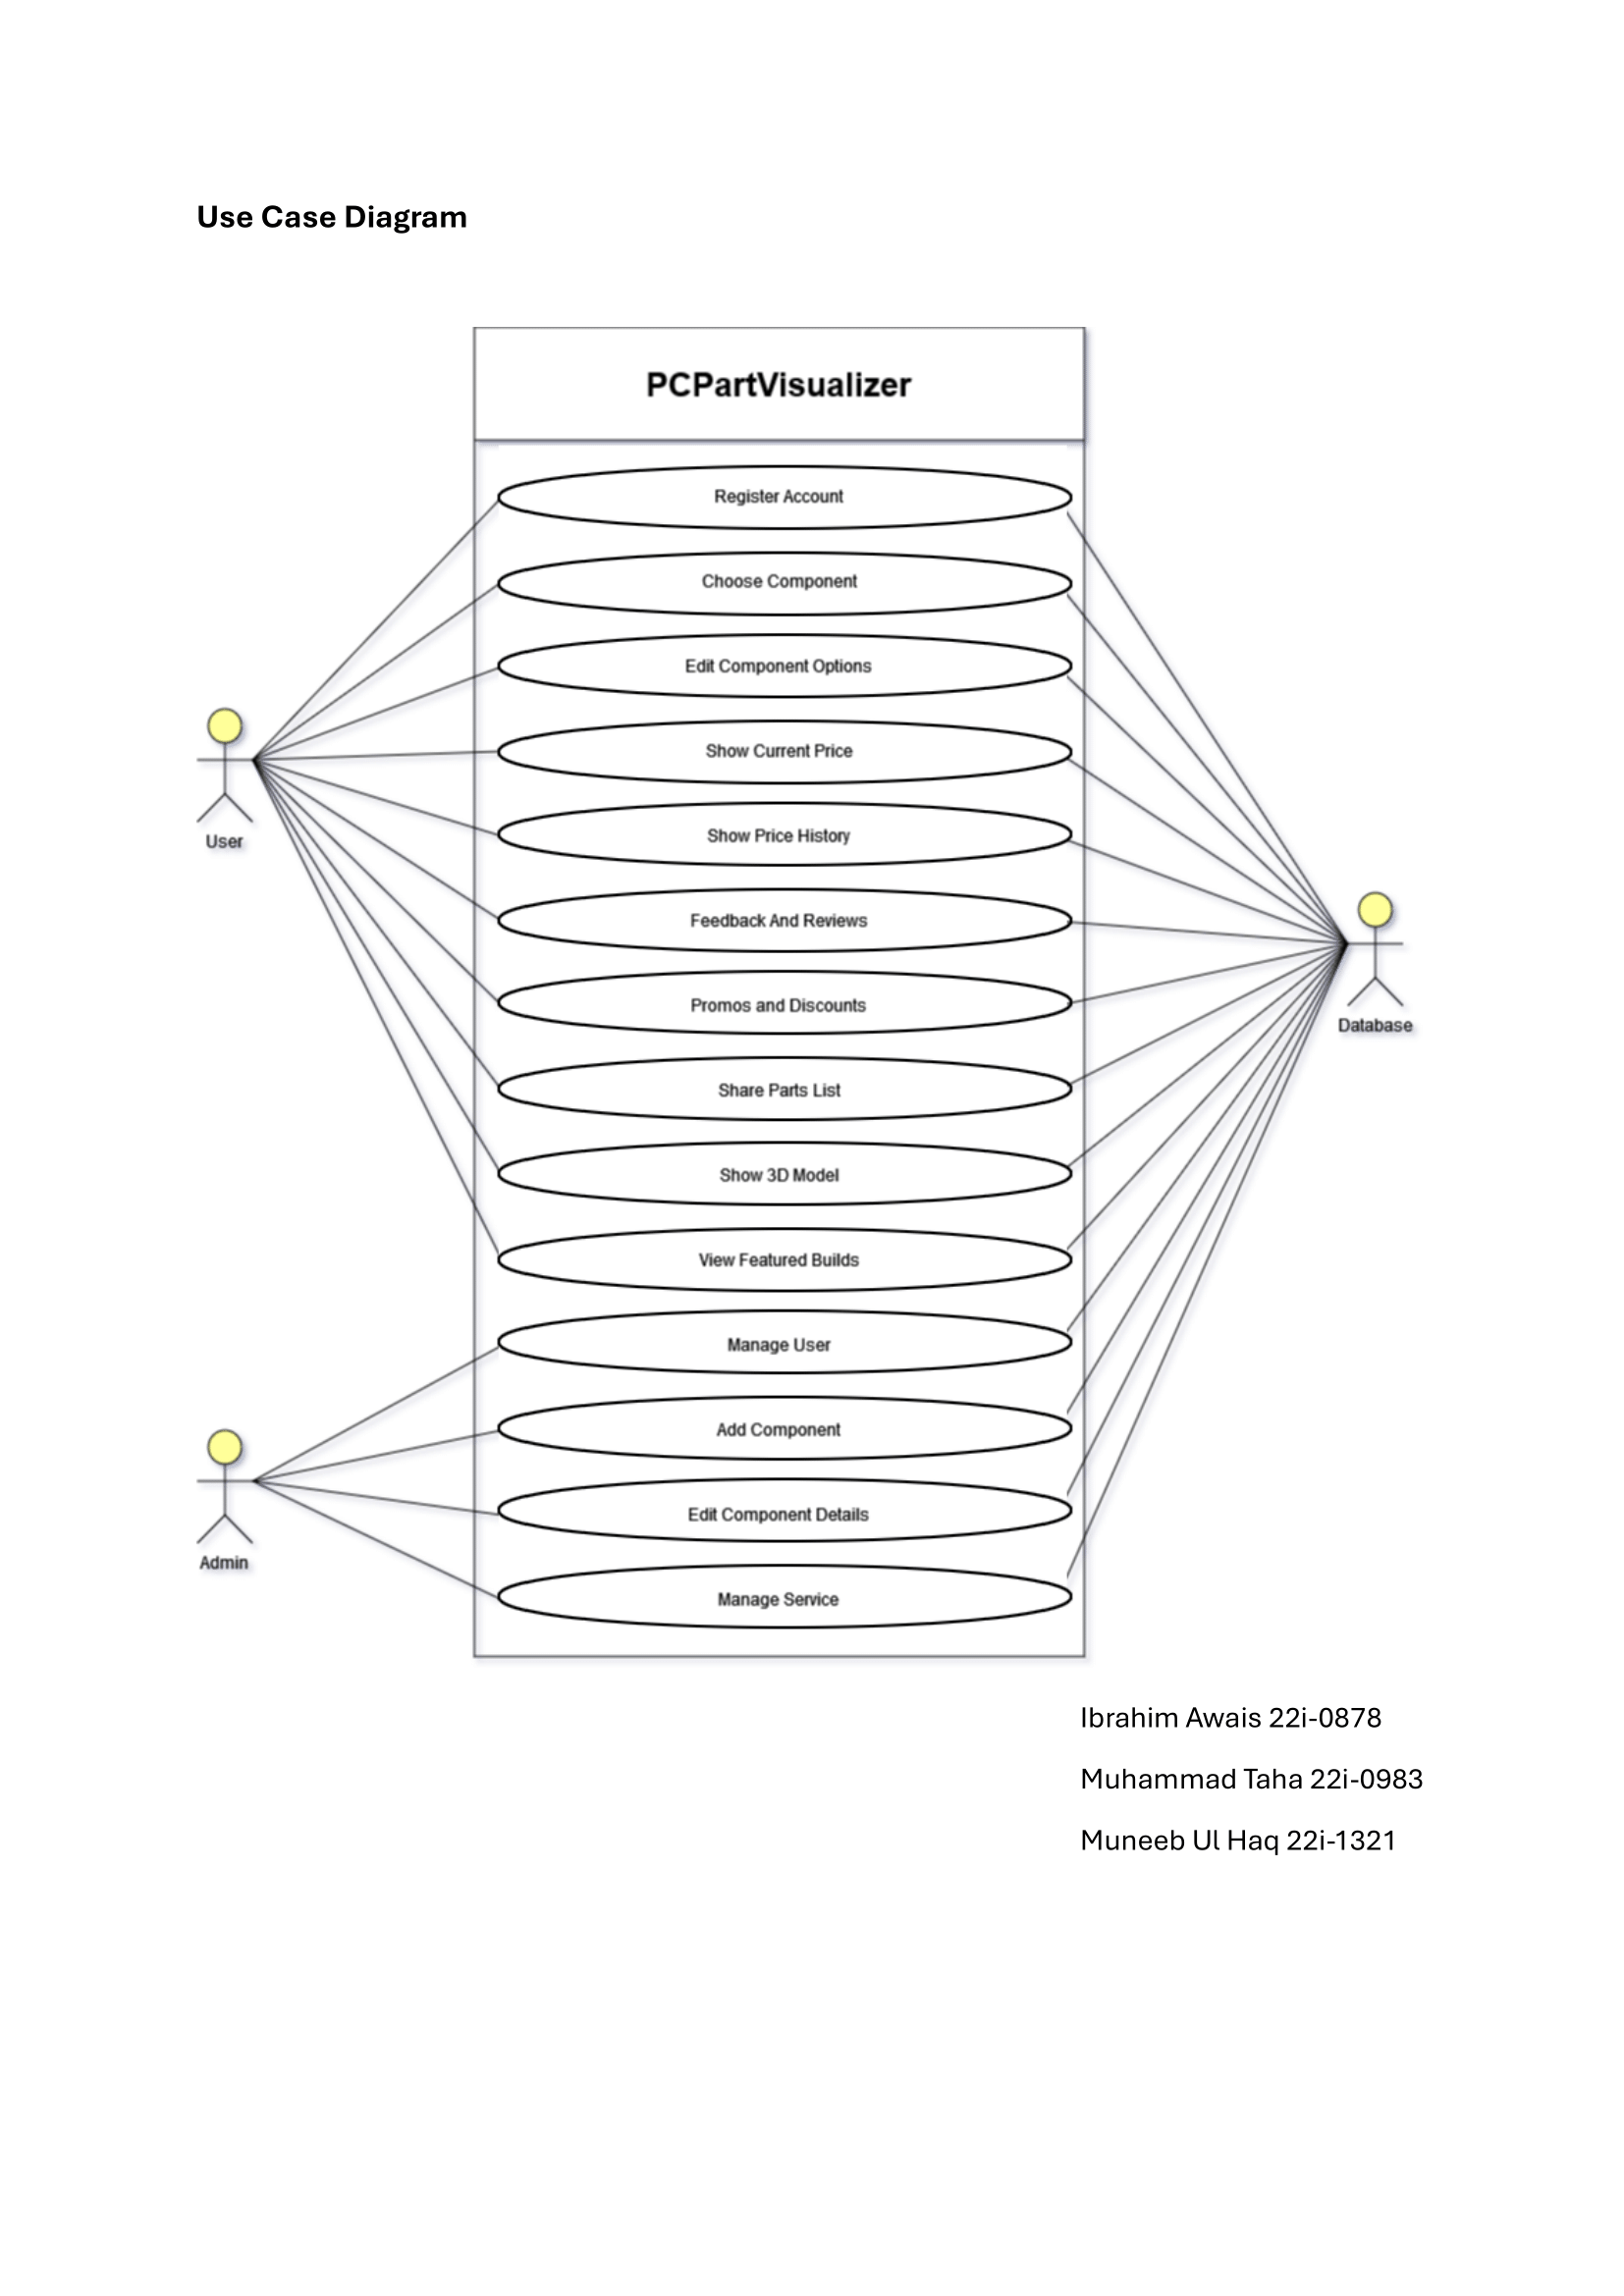 Use Case Diagram
PCPartVisualizer
Register Account
Choose Component
Edit Component Options
Show Current Price
User
Show Price History
Feedback And Reviews
Promos and Discounts
Database
Share Parts List
Show 3D Model
View Featured Builds
Manage User
Add Component
Edit Component Details
Admin
Manage Service
Ibrahim Awais 22i-0878
Muhammad Taha 22i-0983
Muneeb Ul Haq 22i-1321